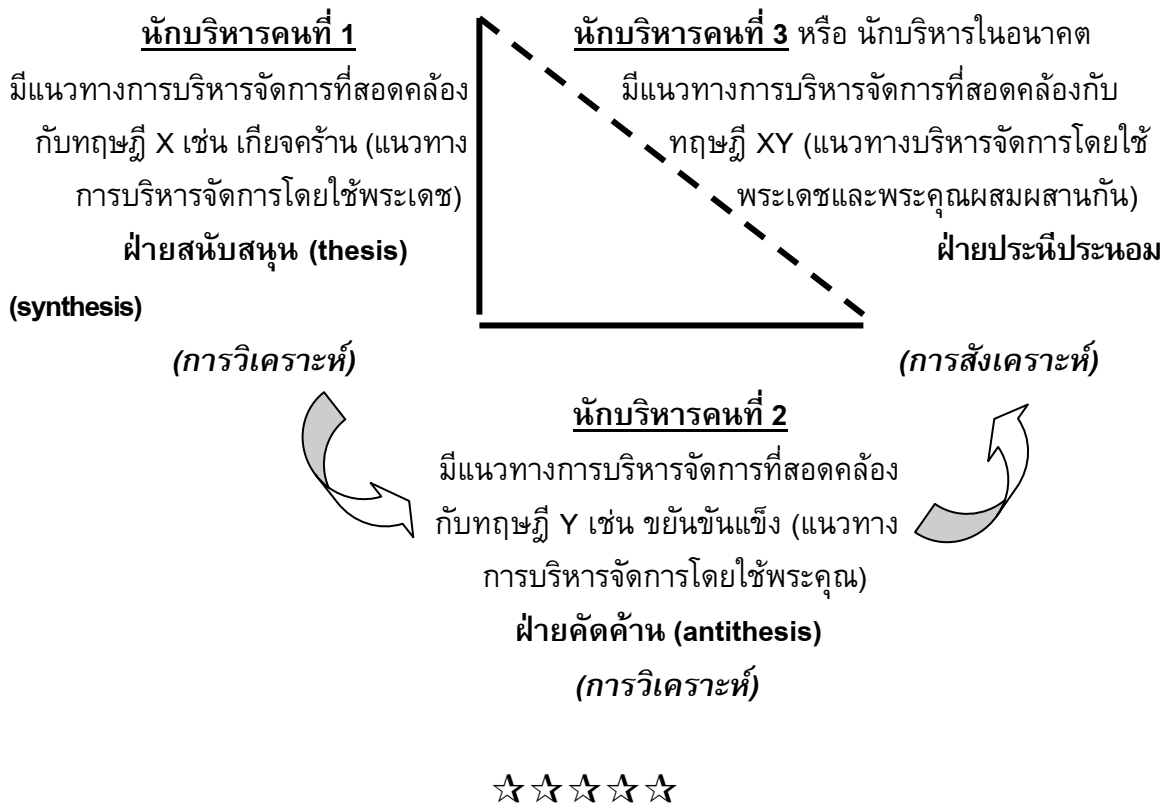 นักบริหารคนที่ 1
มีแนวทางการบริหารจัดการที่สอดคล้อง
กับทฤษฎี X เช่น เกียจคร้าน (แนวทาง
การบริหารจัดการโดยใช้พระเดช)
ฝ่ายสนับสนุน (thesis)
(synthesis)
(การวิเคราะห์)
นักบริหารคนที่ 3 หรือ นักบริหารในอนาคต
มีแนวทางการบริหารจัดการที่สอดคล้องกับ
ทฤษฎี XY (แนวทางบริหารจัดการโดยใช้
พระเดชและพระคุณผสมผสานกัน)
ฝ่ายประนีประนอม
(การสังเคราะห์)
นักบริหารคนที่ 2
มีแนวทางการบริหารจัดการที่สอดคล้อง
กับทฤษฎี Y เช่น ขยันขันแข็ง (แนวทาง
การบริหารจัดการโดยใช้พระคุณ)
ฝ่ายคัดค้าน (antithesis)
(การวิเคราะห์)